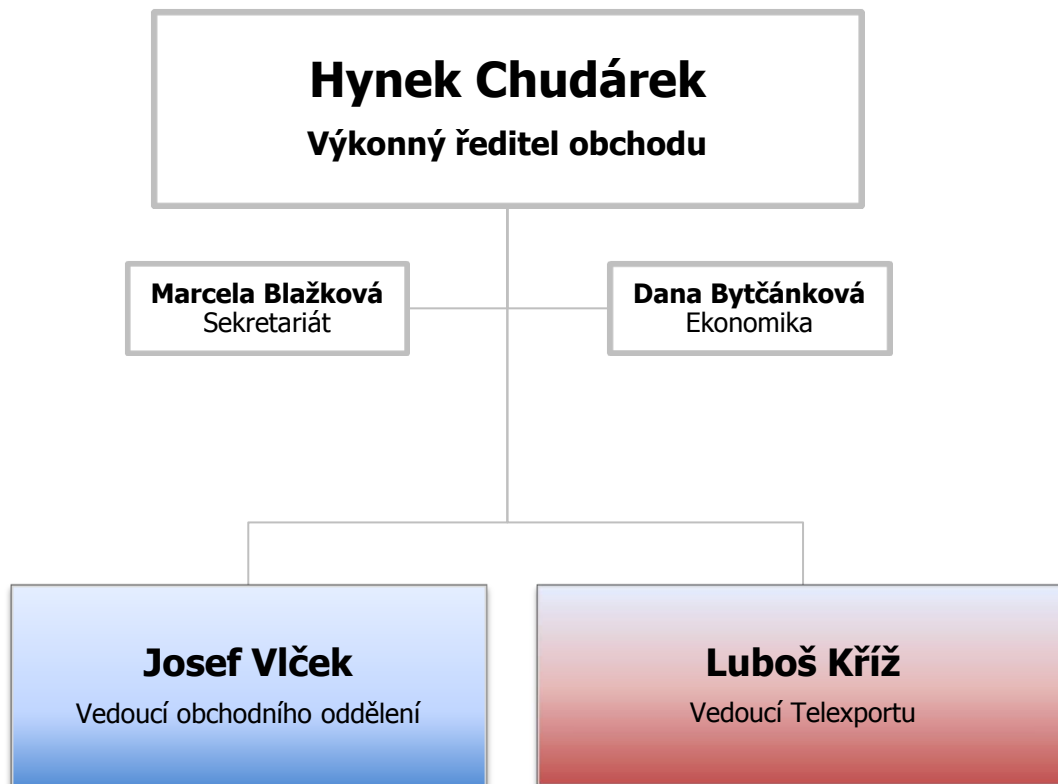 Hynek Chudárek
Výkonný ředitel obchodu
Marcela Blažková
Sekretariát
Dana Bytčánková
Ekonomika
Josef Vlček
Vedoucí obchodního oddělení
Luboš Kříž
Vedoucí Telexportu